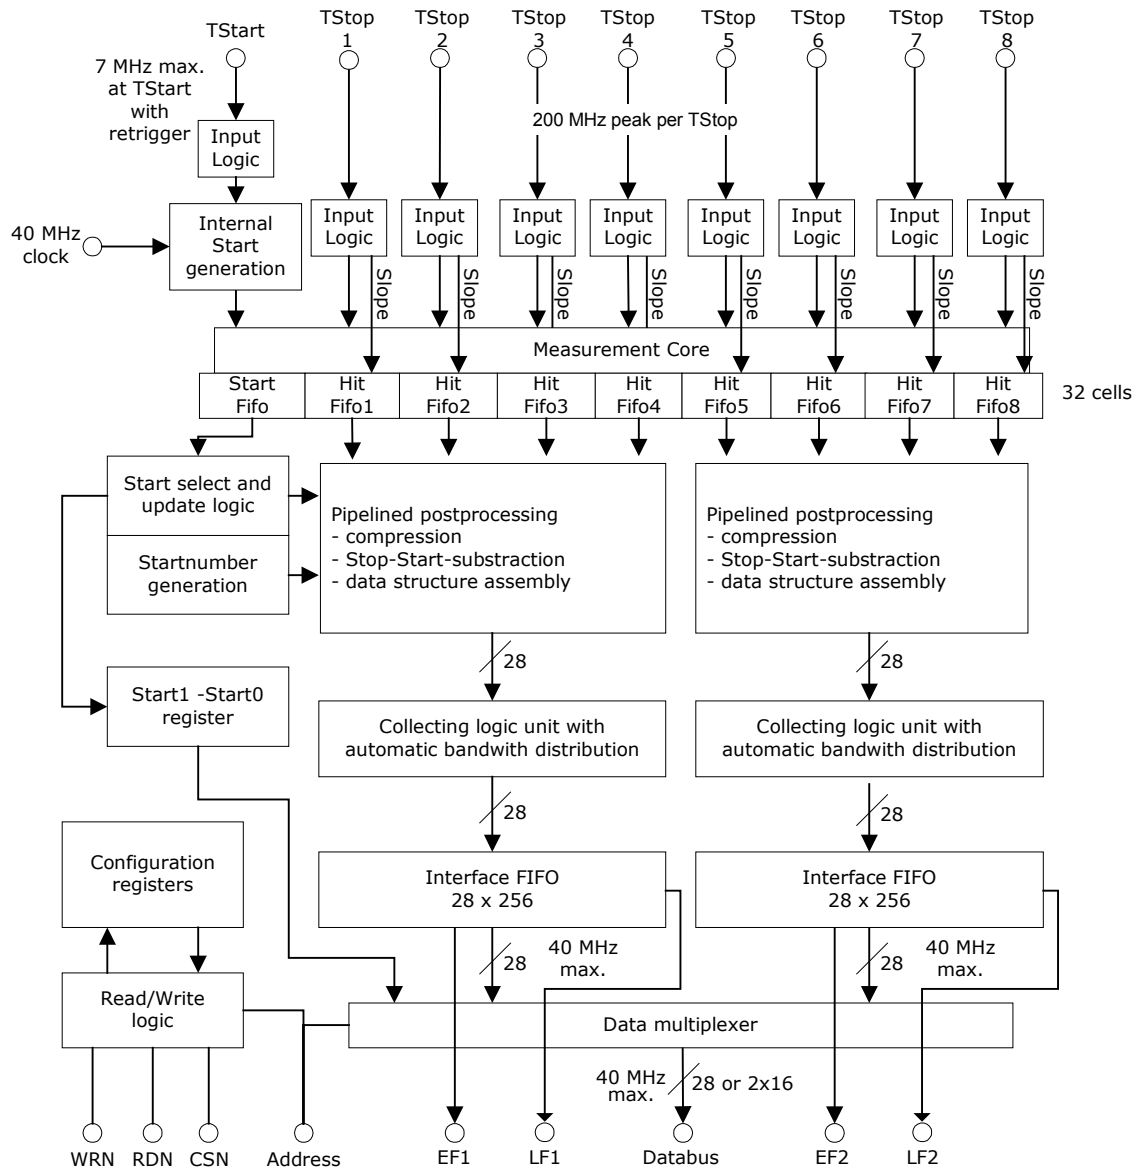 TStart
TStop
1
TStop
2
TStop
3
TStop
4
TStop
5
TStop
6
TStop
7
TStop
8
7 MHz max.
at TStart
with
retrigger
200 MHz peak per TStop
Input
Logic
40 MHz
clock
Internal
Start
generation
Input
Logic
Input
Logic
Input
Logic
Input
Logic
Input
Logic
Input
Logic
Input
Logic
Input
Logic
Slope
Slope
Slope
Slope
Slope
Slope
Slope
Slope
Measurement Core
Start
Fifo
Hit
Fifo1
Hit
Fifo2
Hit
Fifo3
Hit
Fifo4
Hit
Fifo5
Hit
Fifo6
Hit
Fifo7
Hit
Fifo8
32 cells
Start select and
update logic
Startnumber
generation
Pipelined postprocessing
- compression
- Stop-Start-substraction
- data structure assembly
Pipelined postprocessing
- compression
- Stop-Start-substraction
- data structure assembly
28
28
Start1 -Start0
register
Collecting logic unit with
automatic bandwith distribution
Collecting logic unit with
automatic bandwith distribution
28
28
Configuration
registers
Interface FIFO
28 x 256
Interface FIFO
28 x 256
28
40 MHz
max.
28
40 MHz
max.
Read/Write
logic
Data multiplexer
40 MHz
max.
28 or 2x16
WRN
RDN
CSN
Address
EF1
LF1
Databus
EF2
LF2